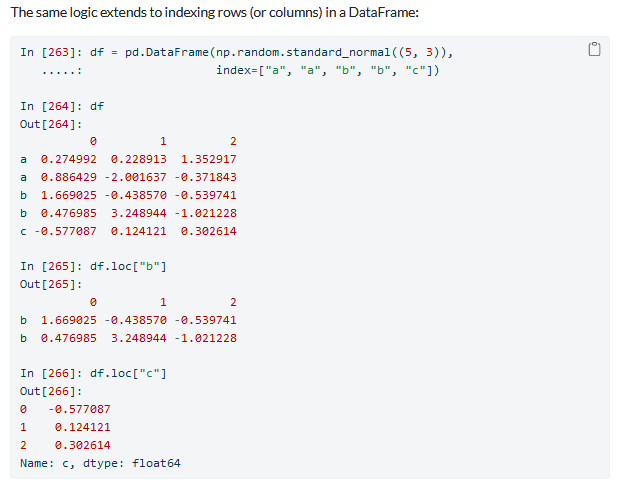 The same logic extends to indexing rows (or columns) in a DataFrame:
In [263]: df = pd.DataFrame(np.random.standard_normal((5, 3)),
   .....:                   index=["a", "a", "b", "b", "c"])
In [264]: df
Out[264]:
          0         1         2
a  0.274992  0.228913  1.352917
a  0.886429 -2.001637 -0.371843
b  1.669025 -0.438570 -0.539741
b  0.476985  3.248944 -1.021228
c -0.577087  0.124121  0.302614
In [265]: df.loc["b"]
Out[265]:
          0         1         2
b  1.669025 -0.438570 -0.539741
b  0.476985  3.248944 -1.021228
In [266]: df.loc["c"]
Out[266]:
0   -0.577087
1    0.124121
2    0.302614
Name: c, dtype: float64